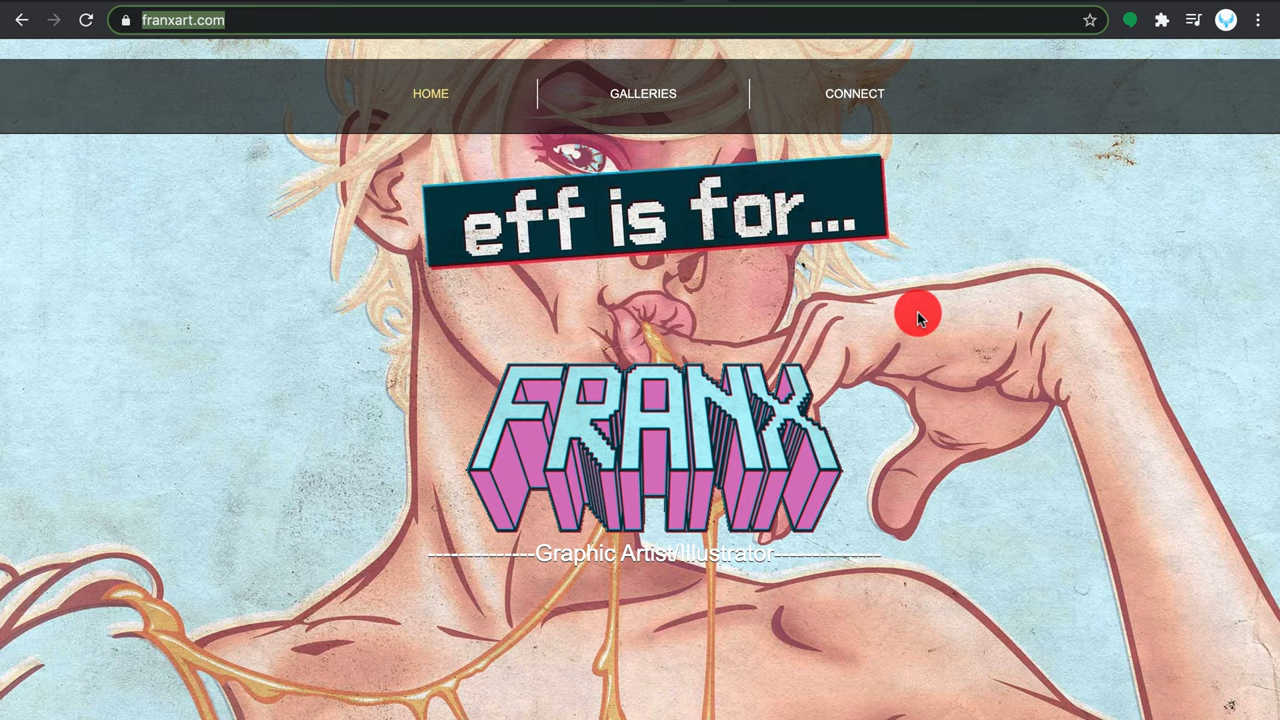 franxart.com
HOME
GALLERIES
CONNECT
eff is for...
FRANX
--------------Graphic Artist/Illustrator--------------